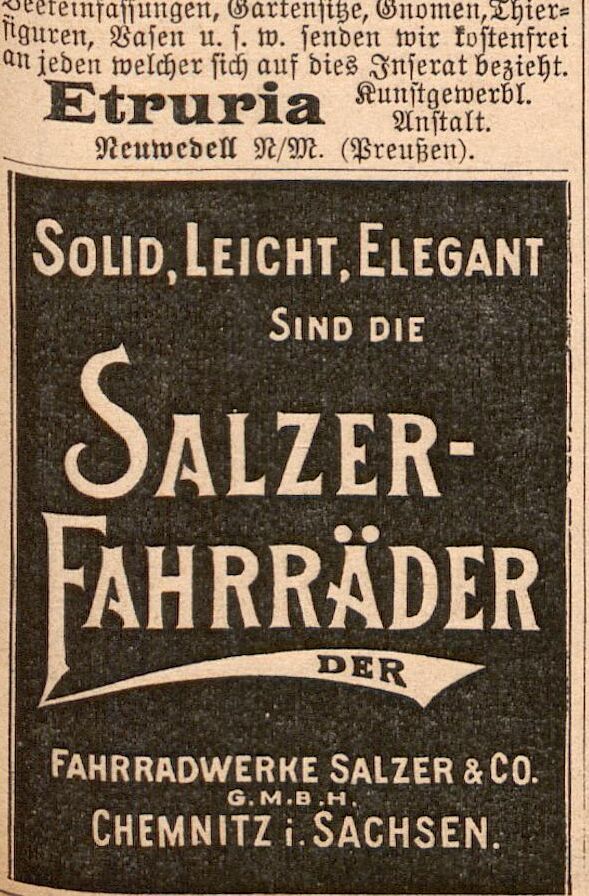 Beeteinfassungen, Gartensitze, Gnomen, Thier=
figuren, Vasen u. s. w. senden wir kostenfrei
an jeden welcher sich auf dies Inserat bezieht.
Etruria Kunstgewerbl.
Anstalt.
Neuwedell N/M. (Preußen).
SOLID, LEICHT, ELEGANT
SIND DIE
SALZER-
FAHRRÄDER
DER
FAHRRADWERKE SALZER & CO.
G.M.B.H.
CHEMNITZ i. SACHSEN.